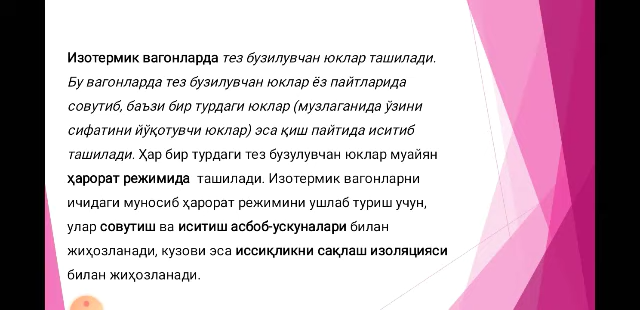 Изотермик вагонларда тез бузилувчан юклар ташилади.
Бу вагонларда тез бузилувчан юклар ёз пайтларида
совутиб, баъзи бир турдаги юклар (музлаганида ўзини
сифатини йўқотувчи юклар) эса қиш пайтида иситиб
ташилади. Ҳар бир турдаги тез бузулувчан юклар муайян
ҳарорат режимида ташилади. Изотермик вагонларни
ичидаги муносиб ҳарорат режимини ушлаб туриш учун,
улар совутиш ва иситиш асбоб-ускуналари билан
жиҳозланади, кузови эса иссиқликни сақлаш изоляцияси
билан жиҳозланади.